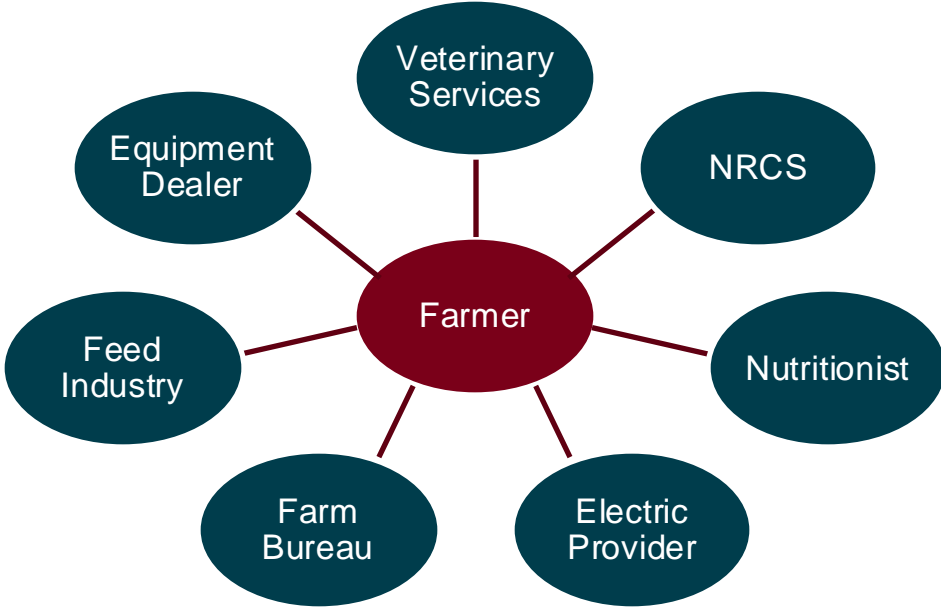 Veterinary
Services
Equipment
Dealer
NRCS
Farmer
Feed
Industry
Nutritionist
Farm
Bureau
Electric
Provider